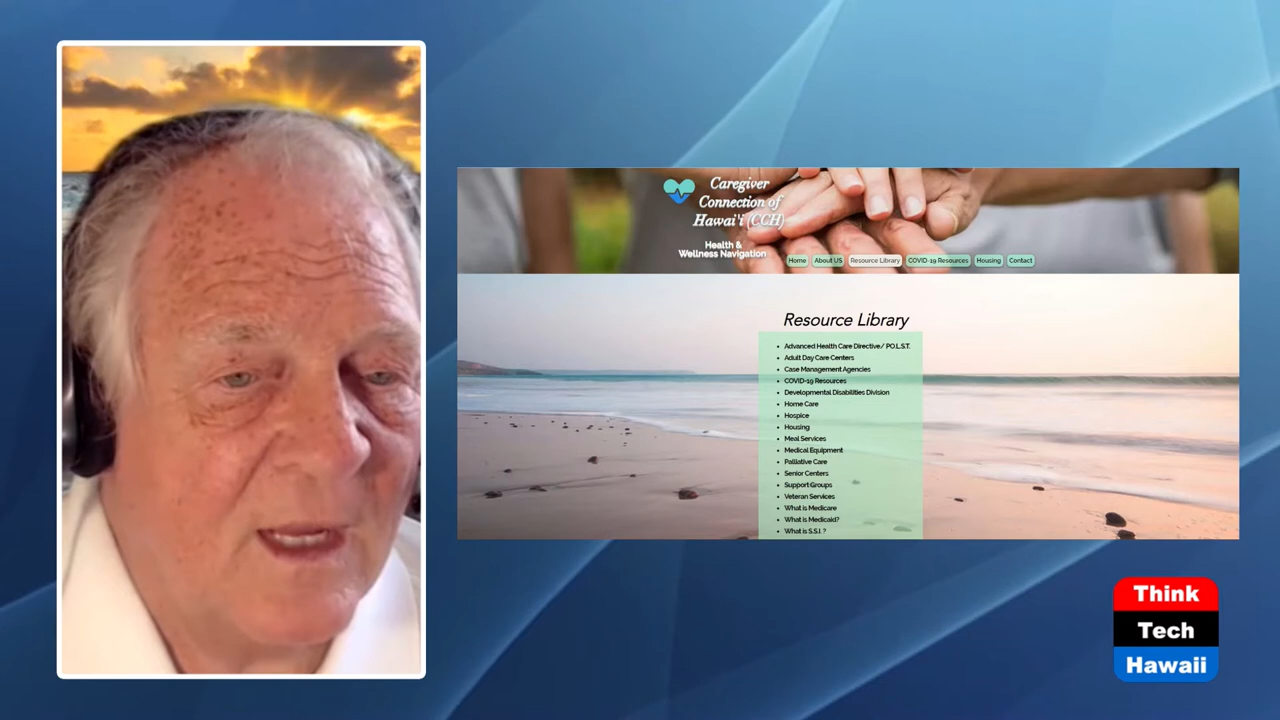 Caregiver
Connection of
Hawai'i (CCH)
Health &
Wellness Navigation
Home
About US
Resource Library
COVID-19 Resources
Housing
Contact
Resource Library
Advanced Health Care Directive/ P.O.L.S.T.
Adult Day Care Centers
Case Management Agencies
COVID-19 Resources
Developmental Disabilities Division
Home Care
Hospice
Housing
Meal Services
Medical Equipment
Palliative Care
Senior Centers
Support Groups
Veteran Services
What is Medicare
What is Medicaid?
What is S.S.I. ?
Think
Tech
Hawaii